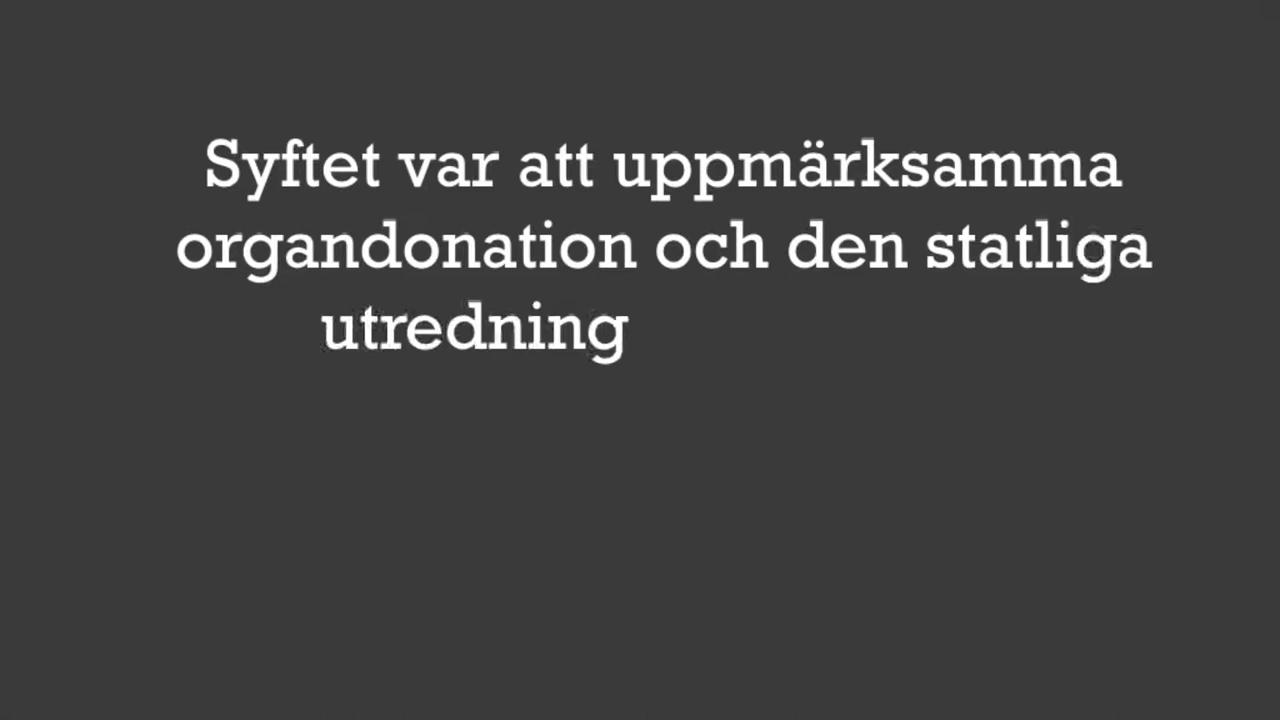 Syftet var att uppmärksamma
organdonation och den statliga
utredning